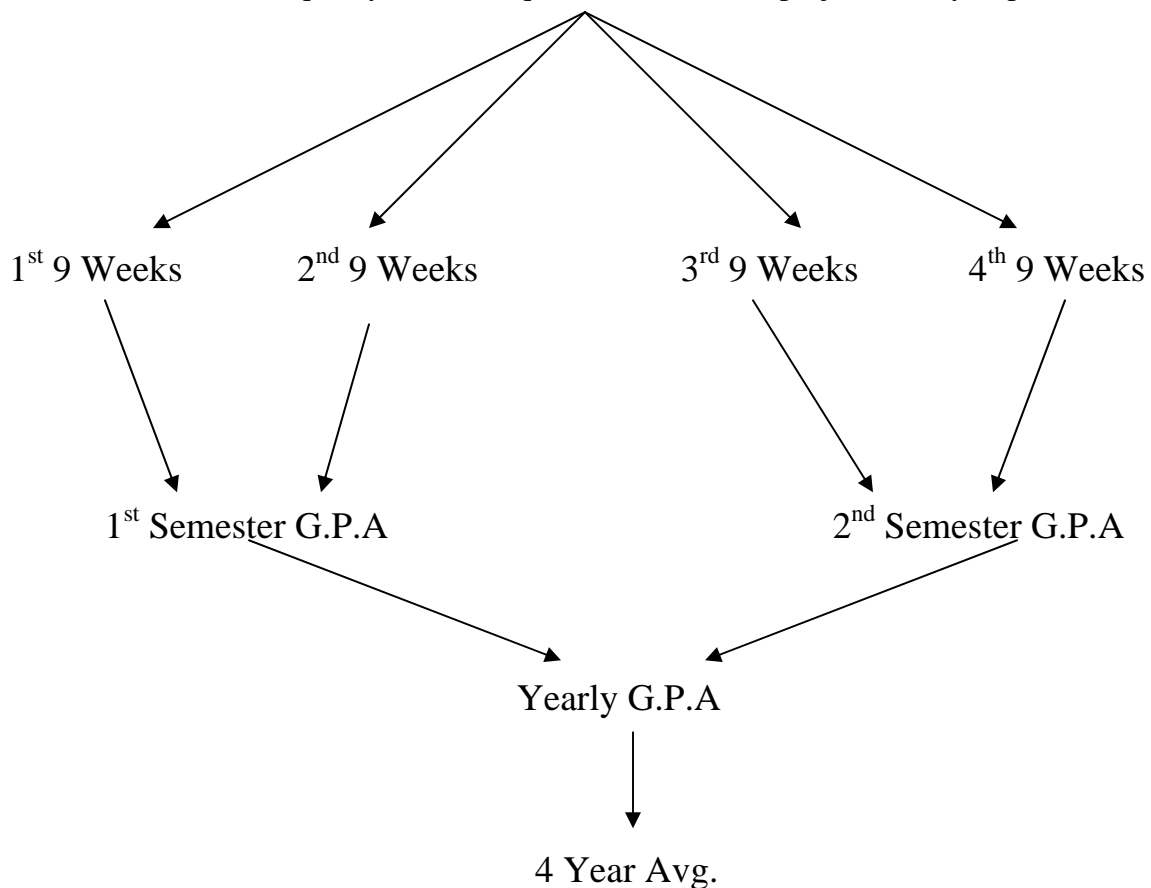 1st 9 Weeks 2nd 9 Weeks 3rd 9 Weeks 4th 9 Weeks
1st Semester G.P.A 2nd Semester G.P.A
Yearly G.P.A
4 Year Avg.